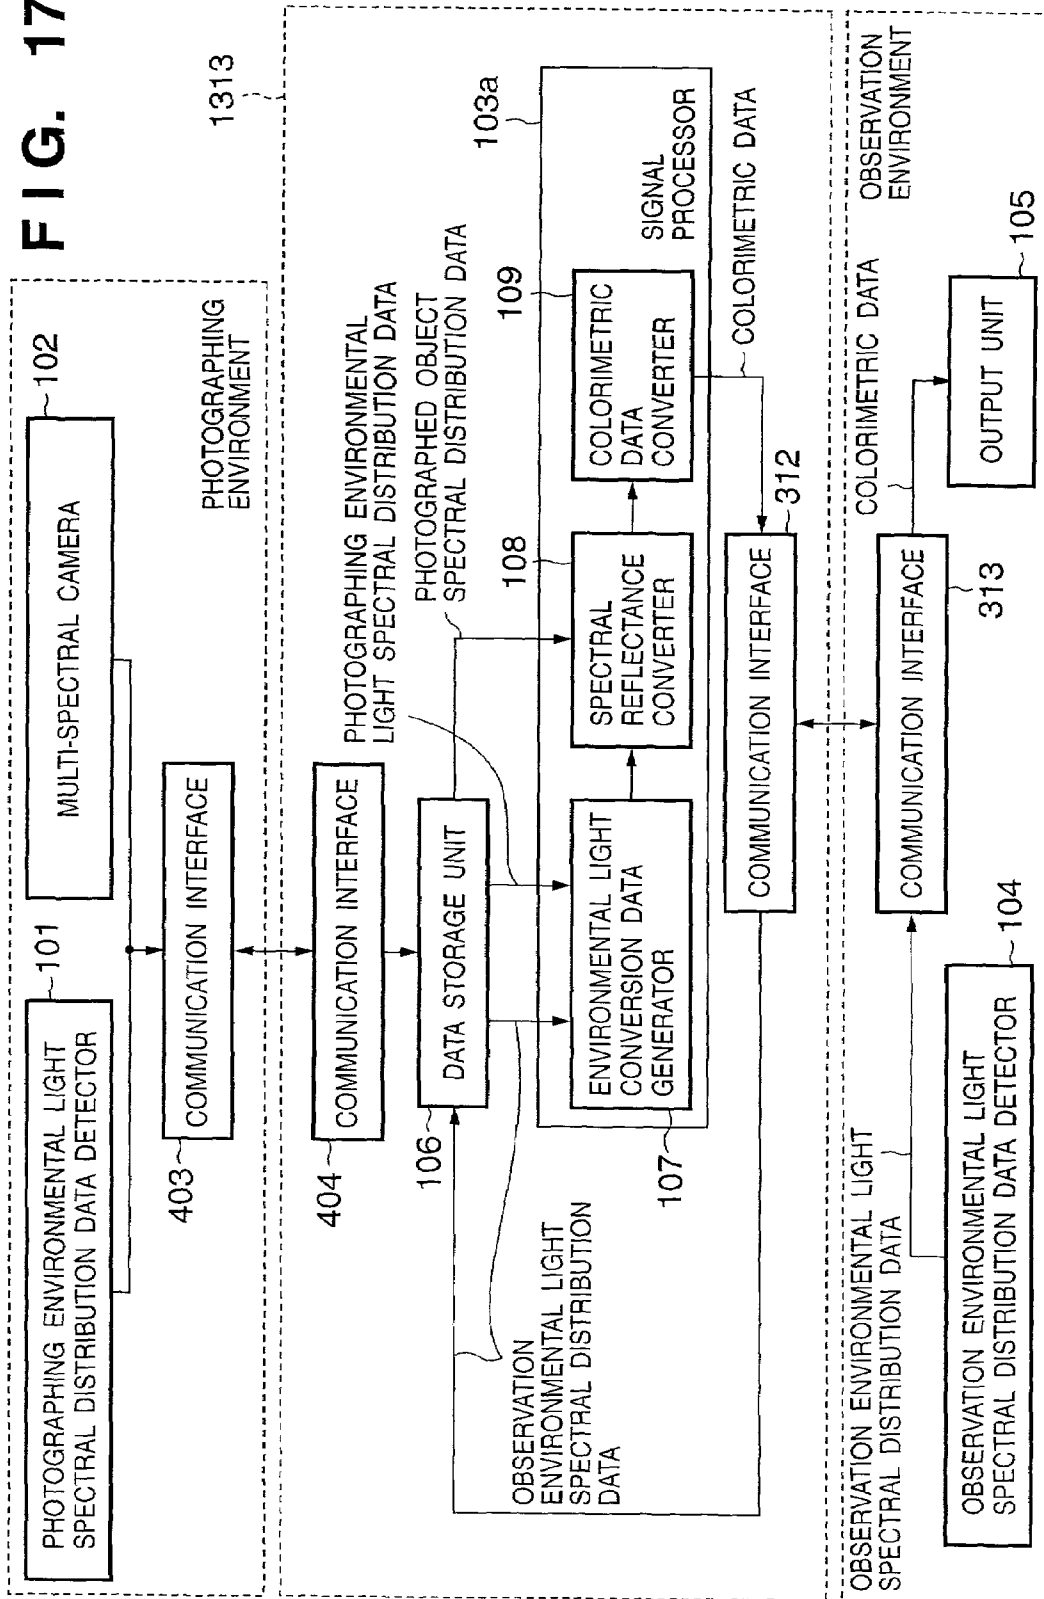 FIG. 17
PHOTOGRAPHING ENVIRONMENTAL LIGHT
SPECTRAL DISTRIBUTION DATA DETECTOR
101
MULTI-SPECTRAL CAMERA
102
PHOTOGRAPHING
ENVIRONMENT
COMMUNICATION INTERFACE
403
1313
COMMUNICATION INTERFACE
404
PHOTOGRAPHING ENVIRONMENTAL
LIGHT SPECTRAL DISTRIBUTION DATA
PHOTOGRAPHED OBJECT
SPECTRAL DISTRIBUTION DATA
DATA STORAGE UNIT
106
103a
ENVIRONMENTAL LIGHT
CONVERSION DATA
GENERATOR
107
SPECTRAL
REFLECTANCE
CONVERTER
108
COLORIMETRIC
DATA
CONVERTER
109
SIGNAL
PROCESSOR
OBSERVATION
ENVIRONMENTAL LIGHT
SPECTRAL DISTRIBUTION
DATA
COLORIMETRIC DATA
COMMUNICATION INTERFACE
312
OBSERVATION ENVIRONMENTAL LIGHT
SPECTRAL DISTRIBUTION DATA
COLORIMETRIC DATA
OBSERVATION
ENVIRONMENT
COMMUNICATION INTERFACE
313
OBSERVATION ENVIRONMENTAL LIGHT
SPECTRAL DISTRIBUTION DATA DETECTOR
104
OUTPUT UNIT
105